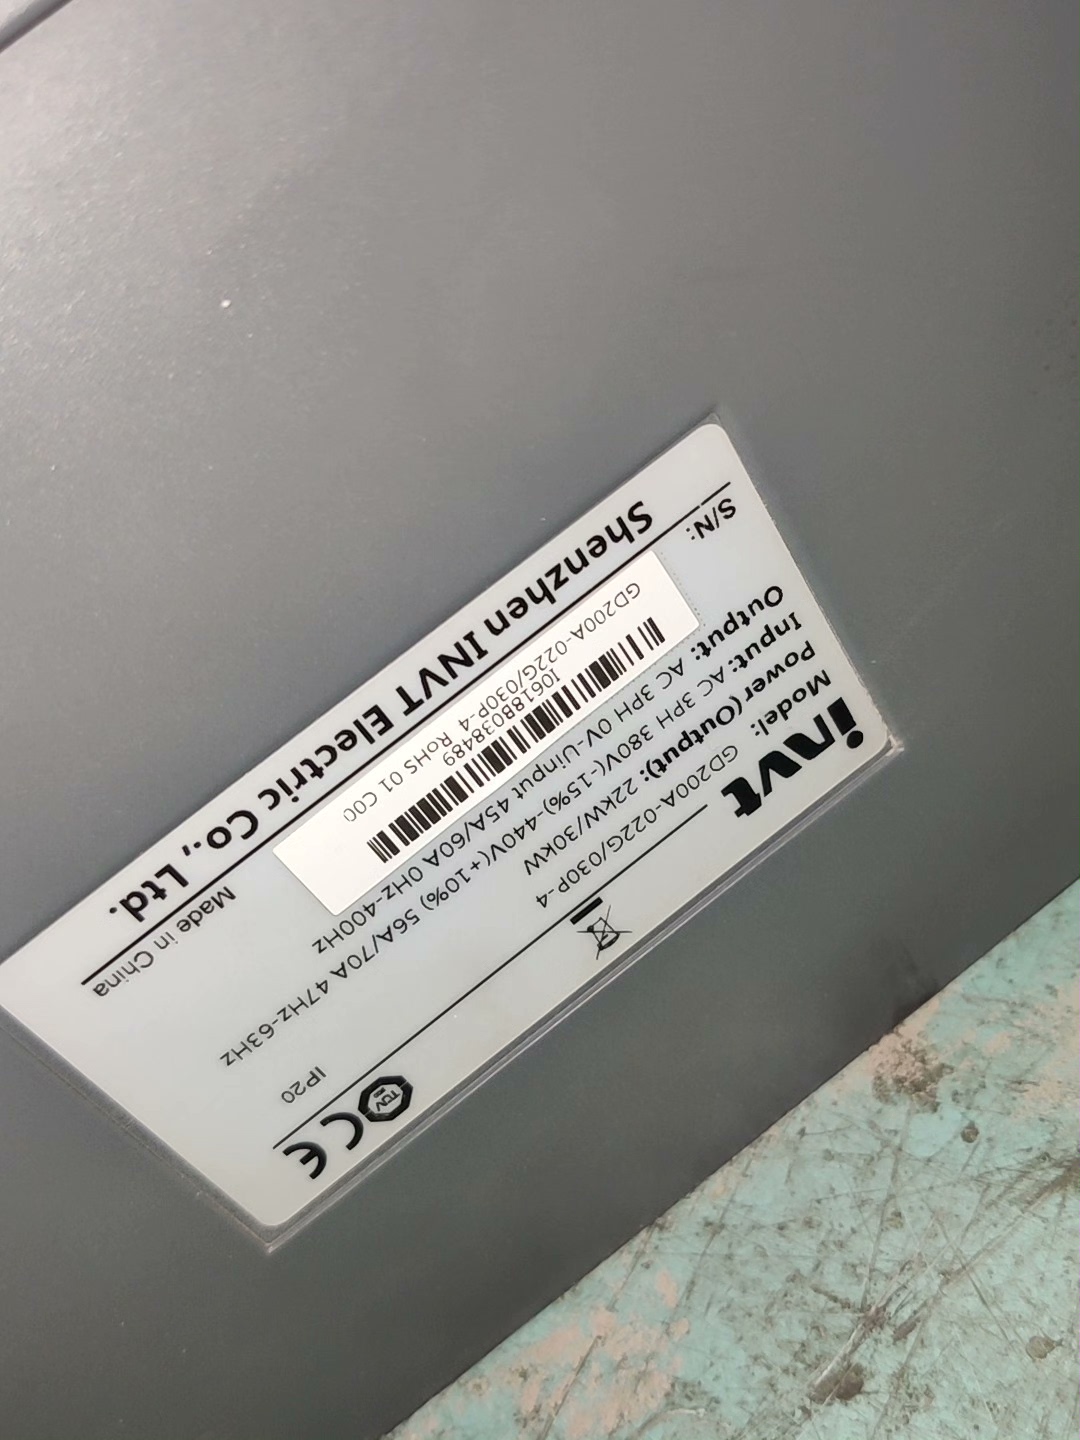 invt
CE
TÜV
Model: GD200A-022G/030P-4
IP20
Power(Output): 22kW/30kW
Input: AC 3PH 380V(-15%)-440V(+10%) 56A/70A 47Hz-63Hz
Output: AC 3PH 0V-Uinput 45A/60A 0Hz-400Hz
S/N:
I0618B038489
GD200A-022G/030P-4 RoHS 01 C00
Made in China
Shenzhen INVT Electric Co., Ltd.